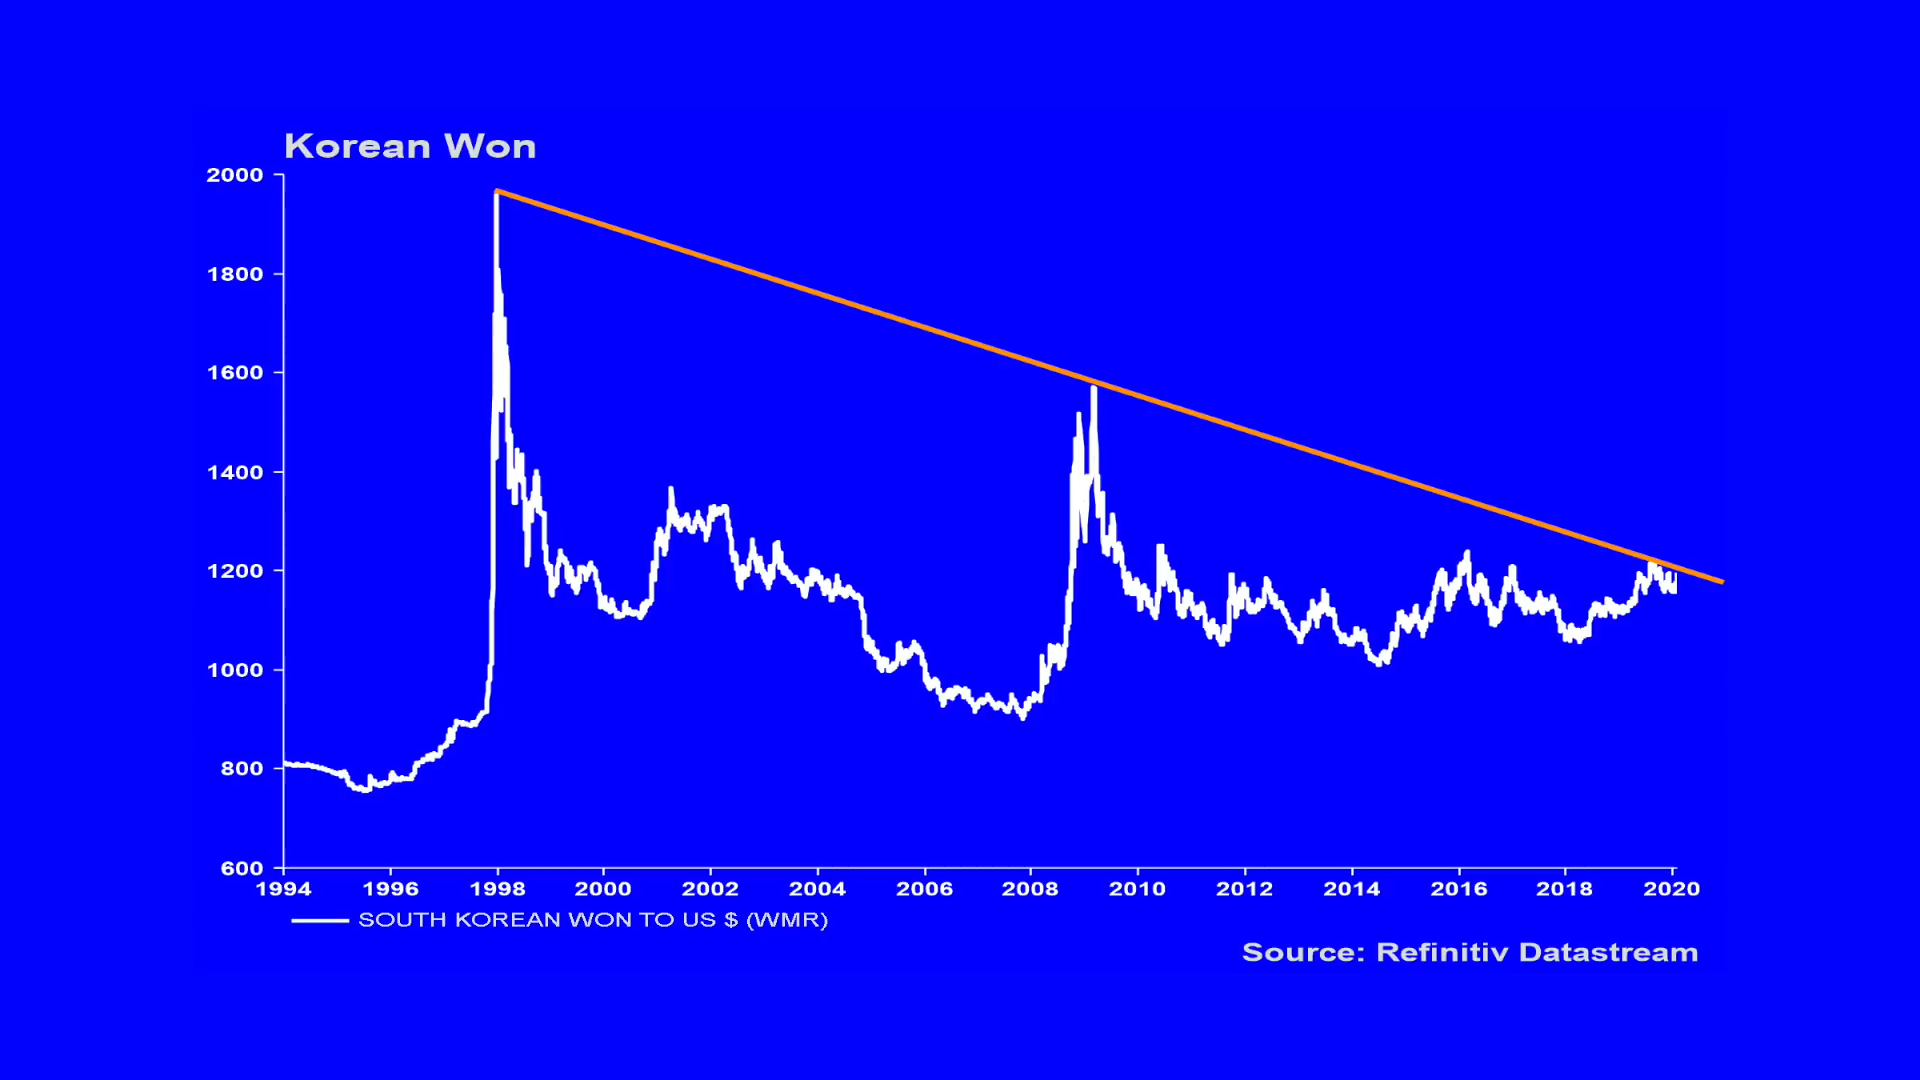 Korean Won
2000
1800
1600
1400
1200
1000
800
600
1994 1996 1998 2000 2002 2004 2006 2008 2010 2012 2014 2016 2018 2020
SOUTH KOREAN WON TO US $ (WMR)
Source: Refinitiv Datastream